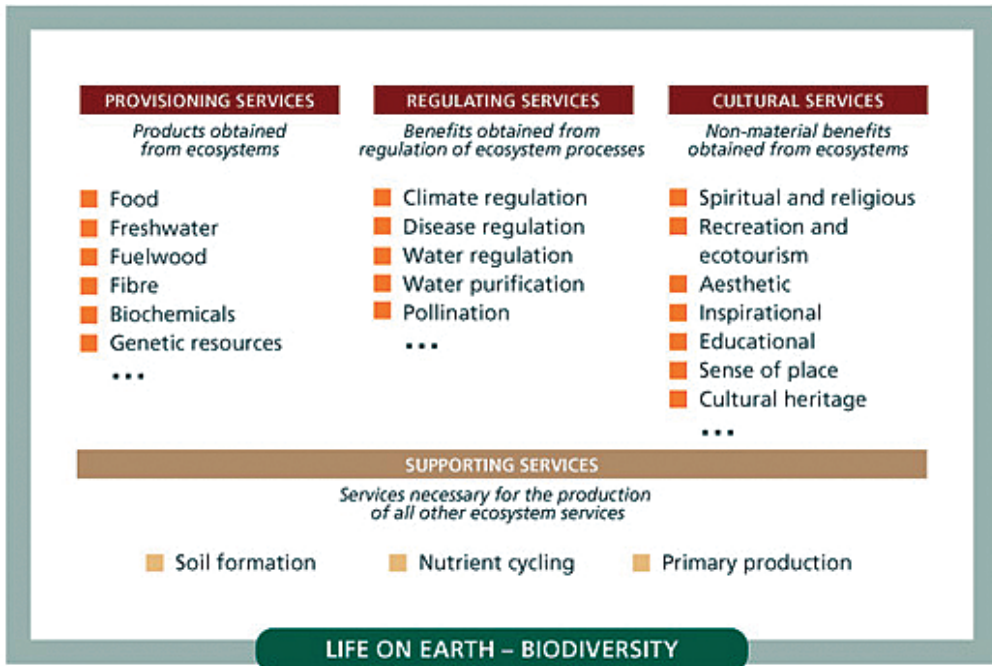 PROVISIONING SERVICES
Products obtained
from ecosystems
Food
Freshwater
Fuelwood
Fibre
Biochemicals
Genetic resources
...
REGULATING SERVICES
Benefits obtained from
regulation of ecosystem processes
Climate regulation
Disease regulation
Water regulation
Water purification
Pollination
...
CULTURAL SERVICES
Non-material benefits
obtained from ecosystems
Spiritual and religious
Recreation and
ecotourism
Aesthetic
Inspirational
Educational
Sense of place
Cultural heritage
...
SUPPORTING SERVICES
Services necessary for the production
of all other ecosystem services
Soil formation
Nutrient cycling
Primary production
LIFE ON EARTH – BIODIVERSITY